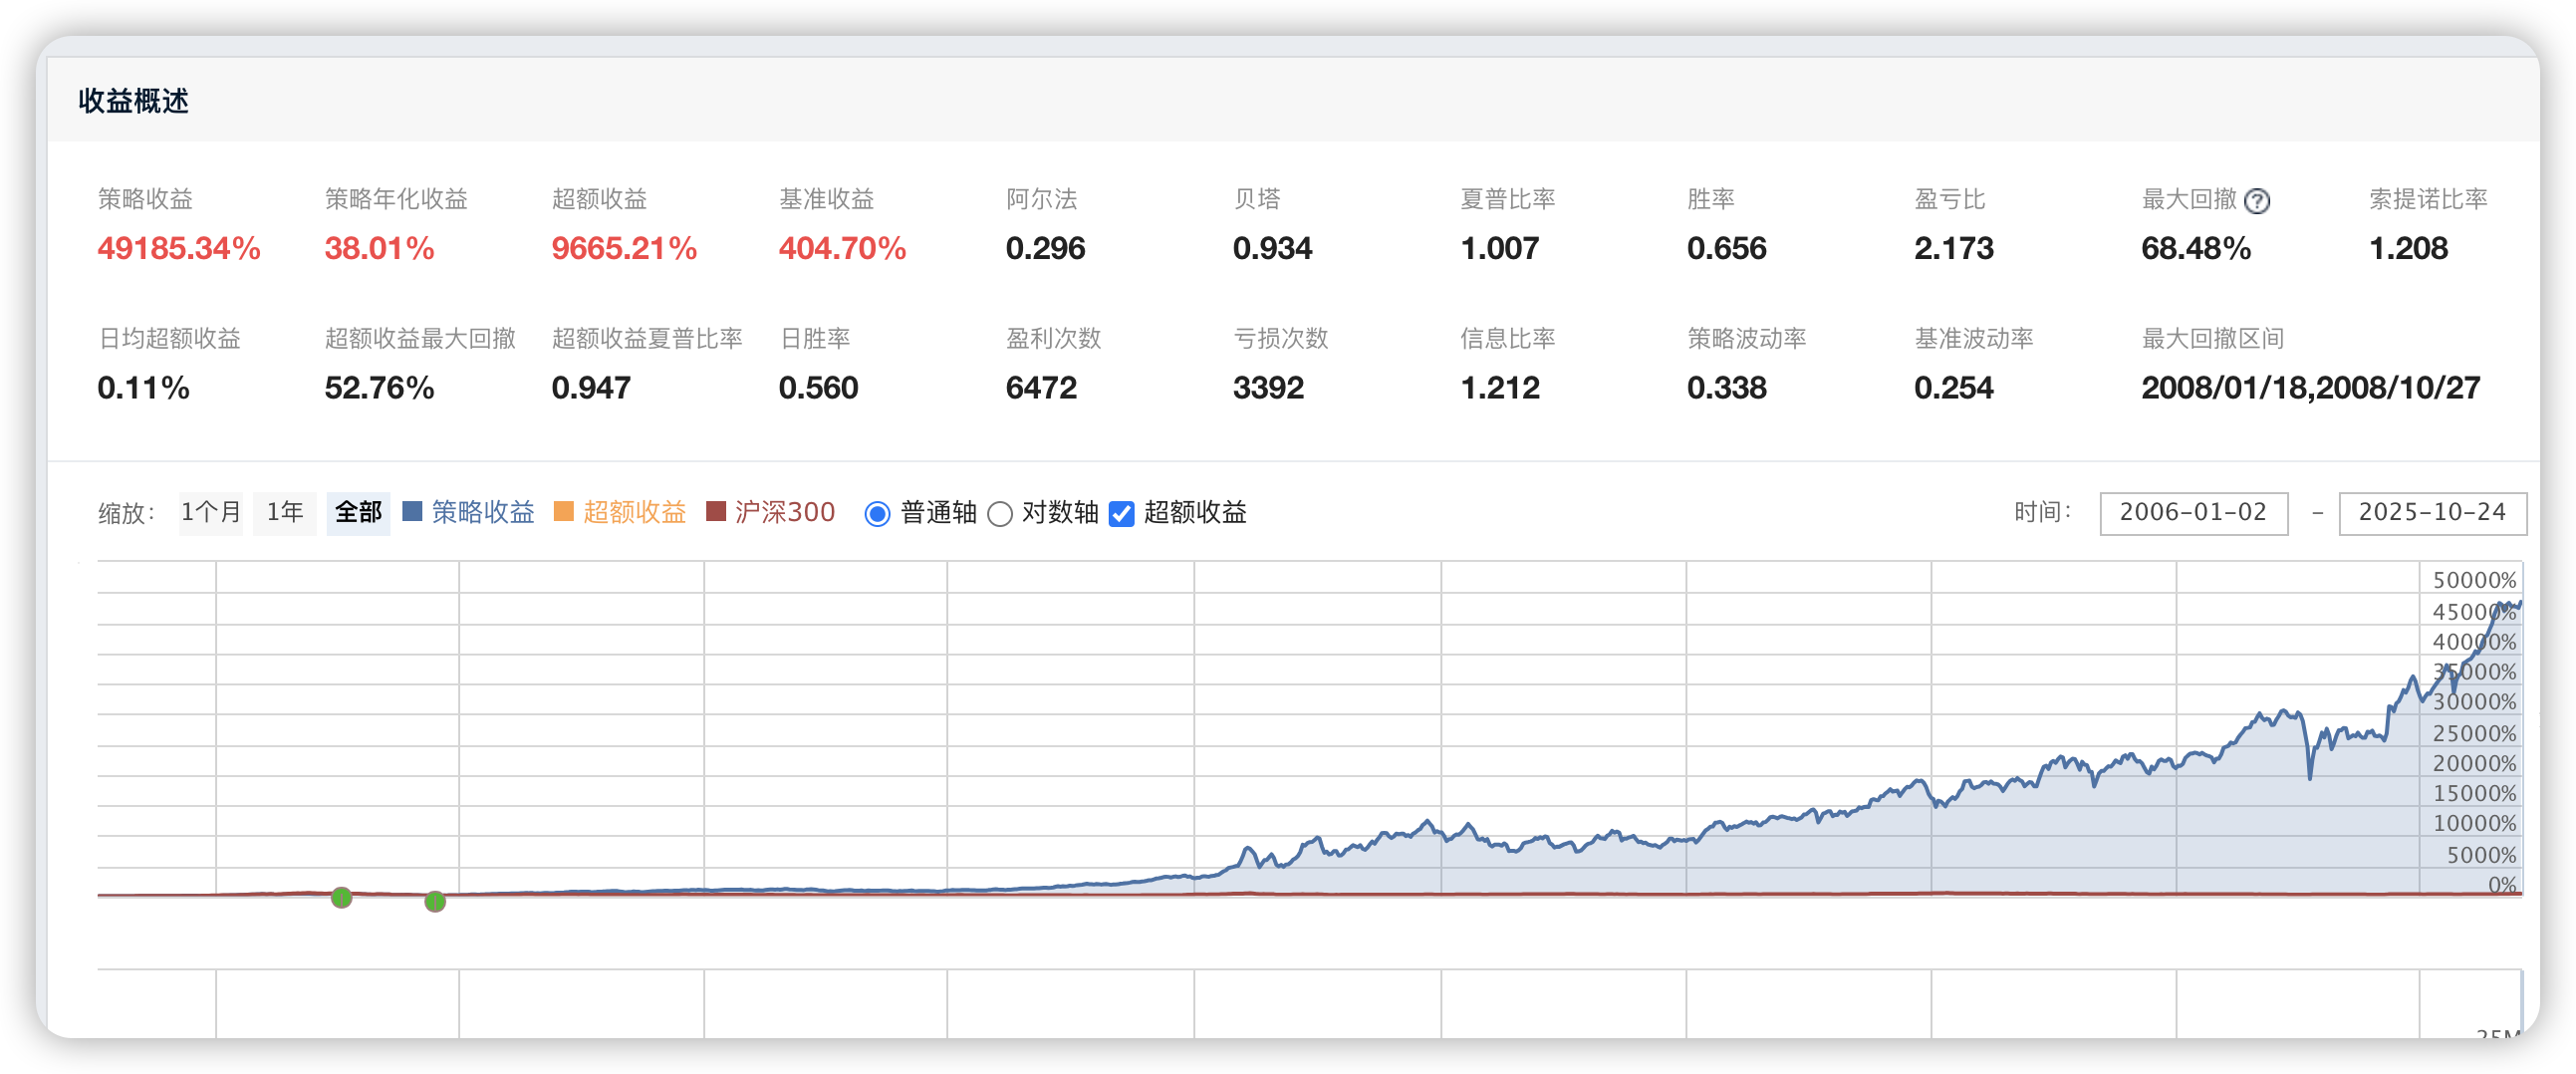 收益概述
策略收益 策略年化收益 超额收益 基准收益 阿尔法 贝塔 夏普比率 胜率 盈亏比 最大回撤 ? 索提诺比率
49185.34% 38.01% 9665.21% 404.70% 0.296 0.934 1.007 0.656 2.173 68.48% 1.208
日均超额收益 超额收益最大回撤 超额收益夏普比率 日胜率 盈利次数 亏损次数 信息比率 策略波动率 基准波动率 最大回撤区间
0.11% 52.76% 0.947 0.560 6472 3392 1.212 0.338 0.254 2008/01/18,2008/10/27
缩放: 1个月 1年 全部 策略收益 超额收益 沪深300 普通轴 对数轴 超额收益 时间: 2006-01-02 - 2025-10-24
50000%
45000%
40000%
35000%
30000%
25000%
20000%
15000%
10000%
5000%
0%
25M